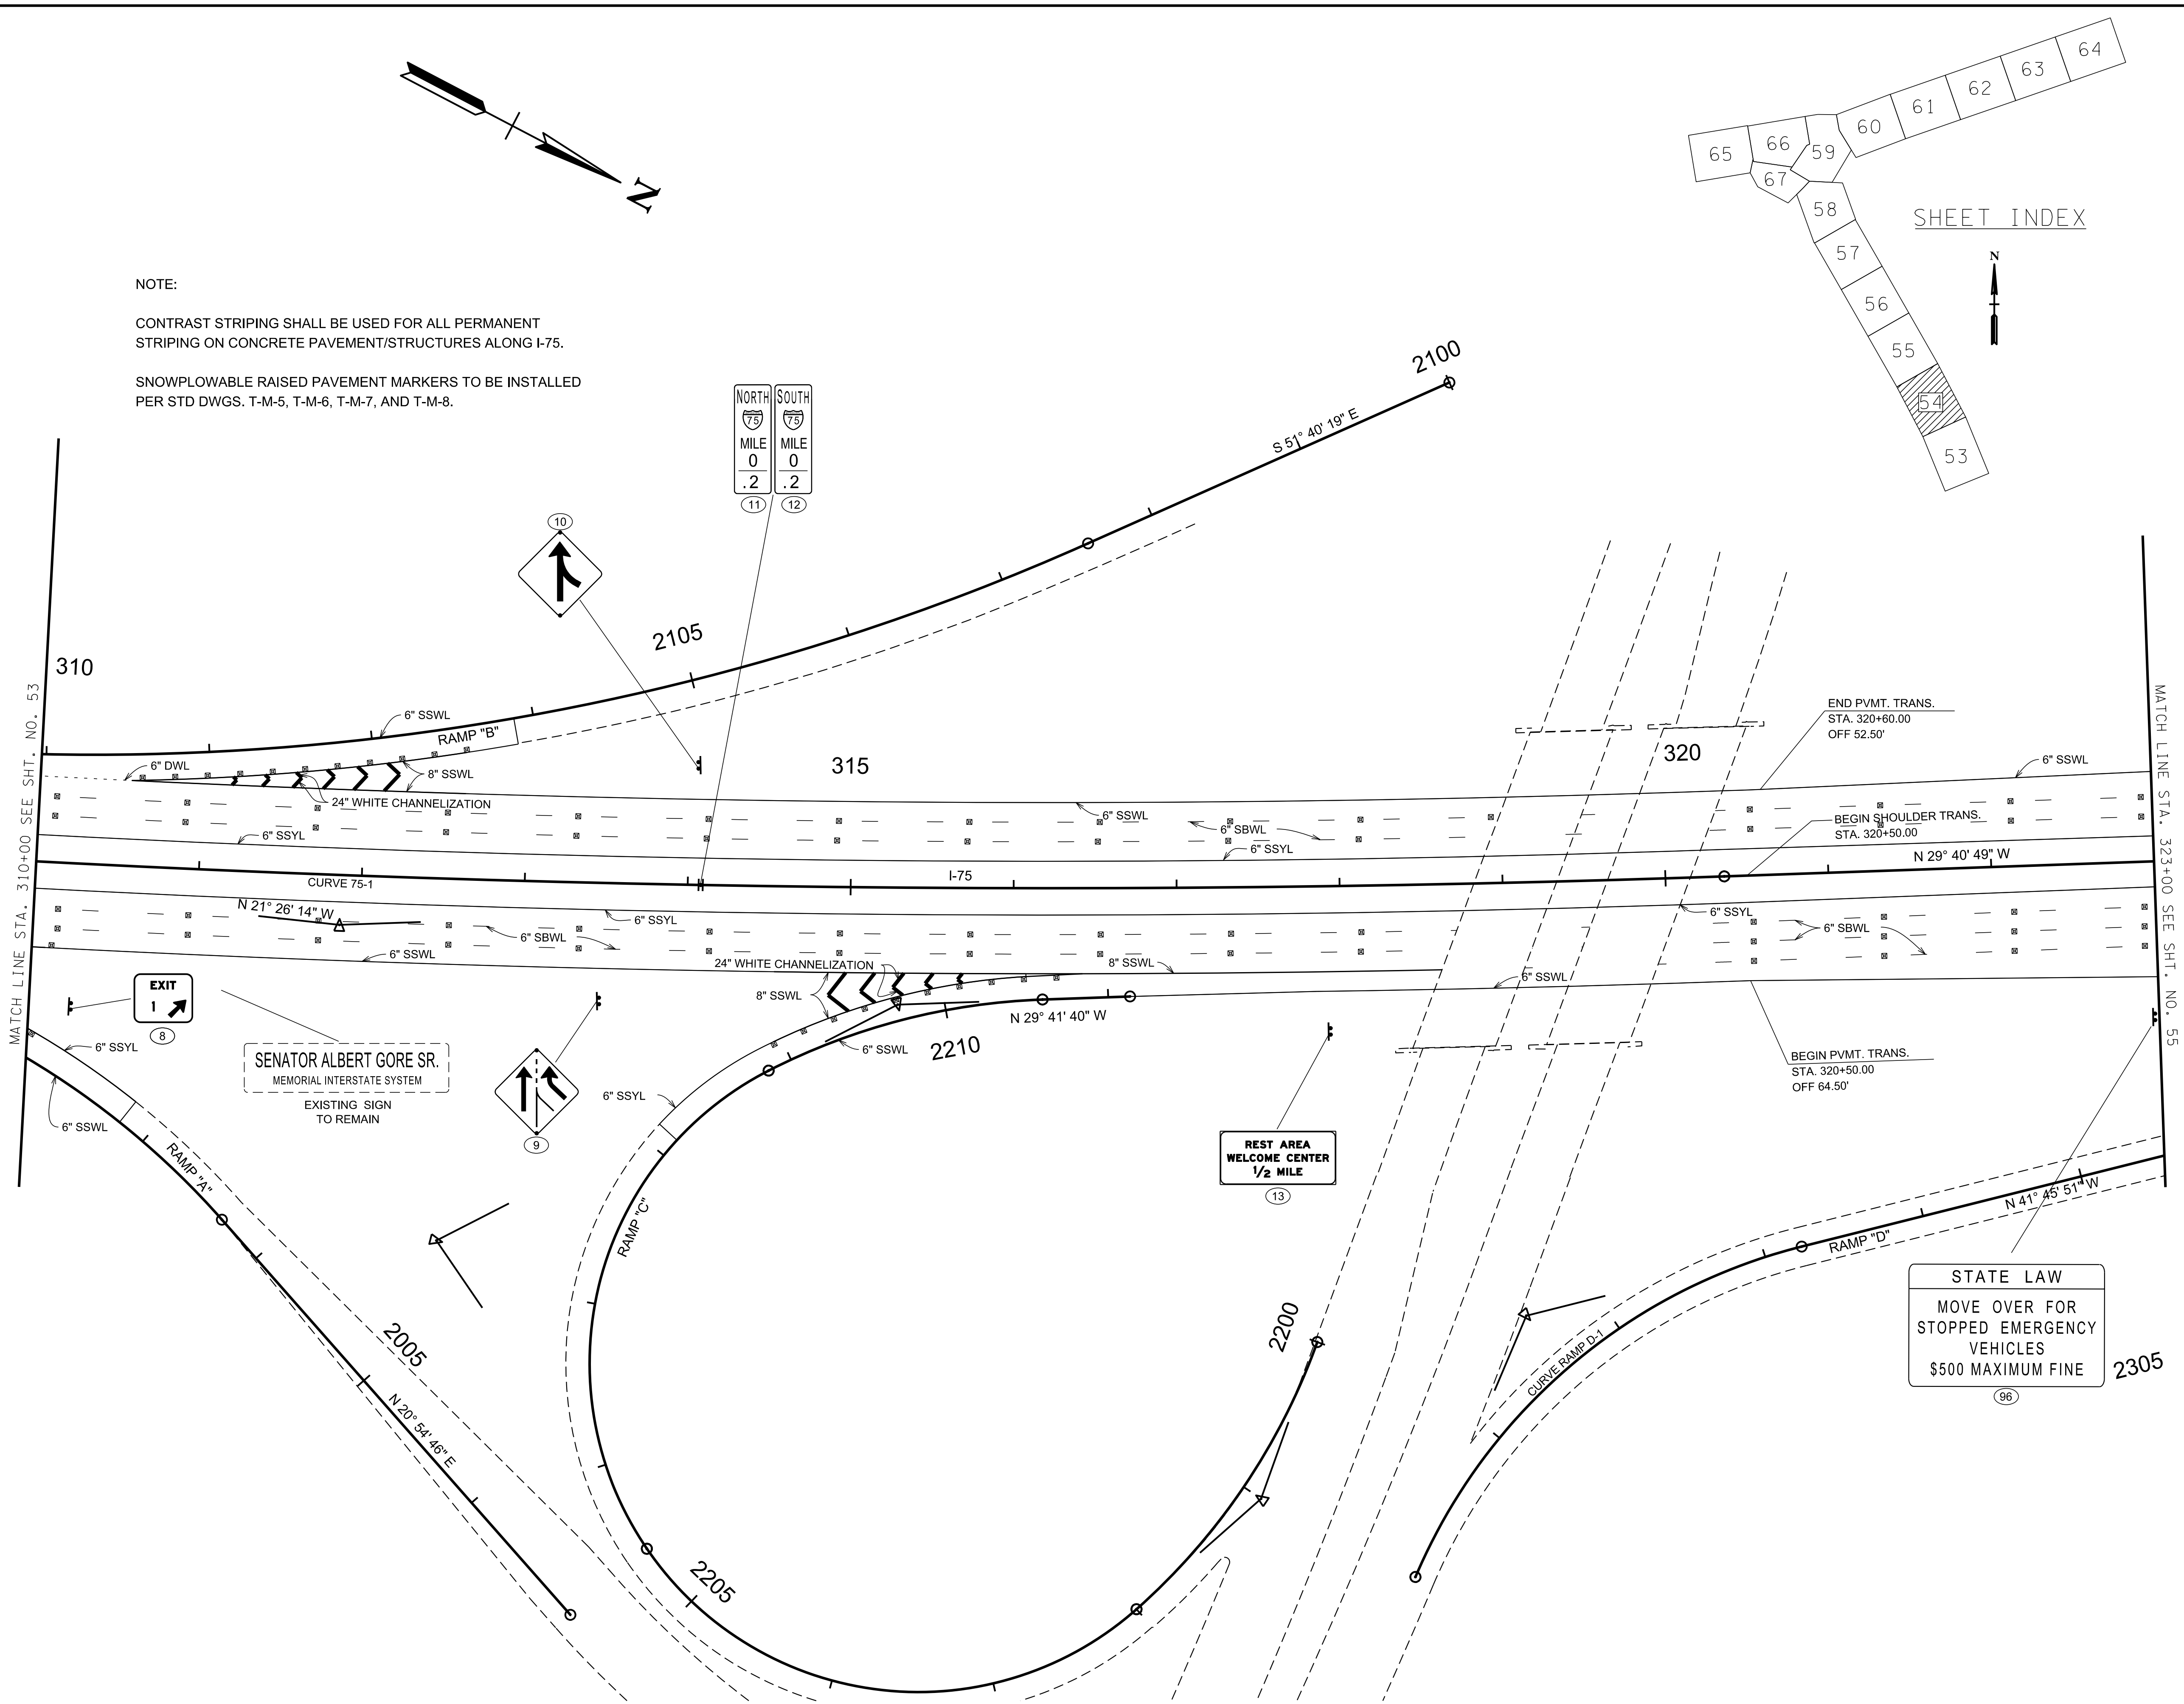 64
63
62
61
60
59
66
65
67
58
57
56
55
54
53
SHEET INDEX
N
N
NOTE:
CONTRAST STRIPING SHALL BE USED FOR ALL PERMANENT
STRIPING ON CONCRETE PAVEMENT/STRUCTURES ALONG I-75.
SNOWPLOWABLE RAISED PAVEMENT MARKERS TO BE INSTALLED
PER STD DWGS. T-M-5, T-M-6, T-M-7, AND T-M-8.
NORTH
75
MILE
0
.2
11
SOUTH
75
MILE
0
.2
12
10
2100
S 51° 40' 19" E
2105
310
MATCH LINE STA. 310+00 SEE SHT. NO. 53
6" SSWL
RAMP "B"
6" DWL
8" SSWL
24" WHITE CHANNELIZATION
315
320
END PVMT. TRANS.
STA. 320+60.00
OFF 52.50'
6" SSWL
6" SSWL
6" SBWL
6" SSYL
6" SSYL
BEGIN SHOULDER TRANS.
STA. 320+50.00
N 29° 40' 49" W
CURVE 75-1
I-75
MATCH LINE STA. 323+00 SEE SHT. NO. 55
N 21° 26' 14" W
6" SSYL
6" SSYL
6" SBWL
6" SBWL
6" SSWL
24" WHITE CHANNELIZATION
8" SSWL
8" SSWL
6" SSWL
EXIT
1
8
N 29° 41' 40" W
6" SSWL
2210
6" SSYL
6" SSWL
SENATOR ALBERT GORE SR.
MEMORIAL INTERSTATE SYSTEM
EXISTING SIGN
TO REMAIN
9
6" SSYL
BEGIN PVMT. TRANS.
STA. 320+50.00
OFF 64.50'
REST AREA
WELCOME CENTER
1/2 MILE
13
RAMP "A"
RAMP "C"
N 41° 45' 51" W
RAMP "D"
STATE LAW
MOVE OVER FOR
STOPPED EMERGENCY
VEHICLES
$500 MAXIMUM FINE
96
2305
2200
CURVE RAMP D-1
2005
N 20° 54' 46" E
2205